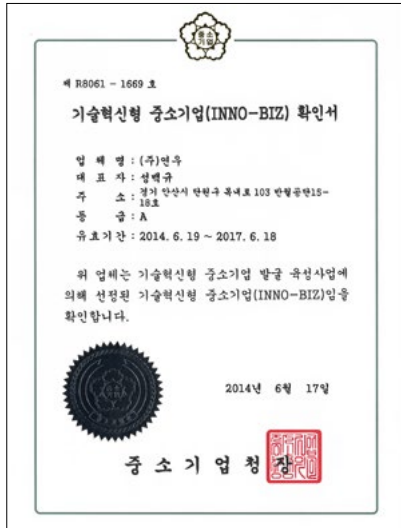 중소
기업
제 R8061 - 1669 호
기술혁신형 중소기업(INNO-BIZ) 확인서
업 체 명 : (주)연우
대 표 자 : 성백규
주 소 : 경기 안산시 단원구 목내로 103 반월공단15-
18호
등 급 : A
유효기간 : 2014. 6. 19 ~ 2017. 6. 18
위 업체는 기술혁신형 중소기업 발굴 육성사업에
의해 선정된 기술혁신형 중소기업(INNO-BIZ)임을
확인합니다.
2014년 6월 17일
중 소 기 업 청 장